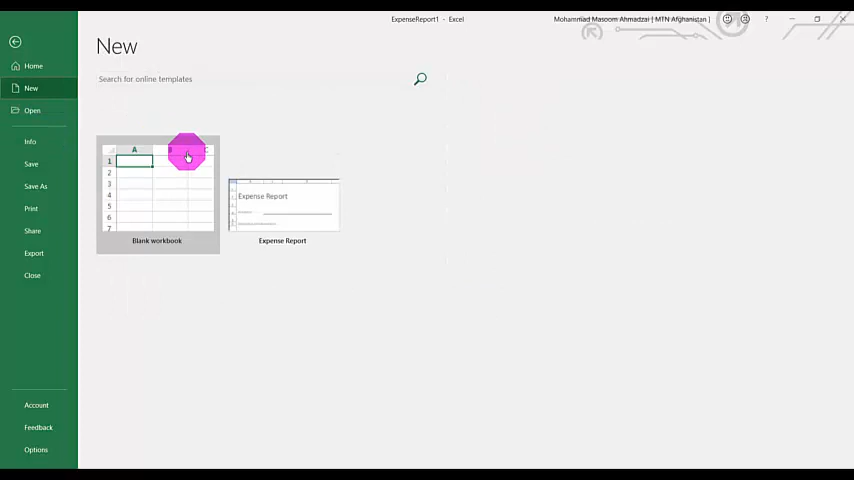 ExpenseReport1 - Excel
Mohammad Masoom Ahmadzai | MTN Afghanistan |
?
New
Home
New
Open
Info
Save
Save As
Print
Share
Export
Close
Account
Feedback
Options
Search for online templates
A B C
1
2
3
4
5
6
7
Blank workbook
Expense Report
Expense Report